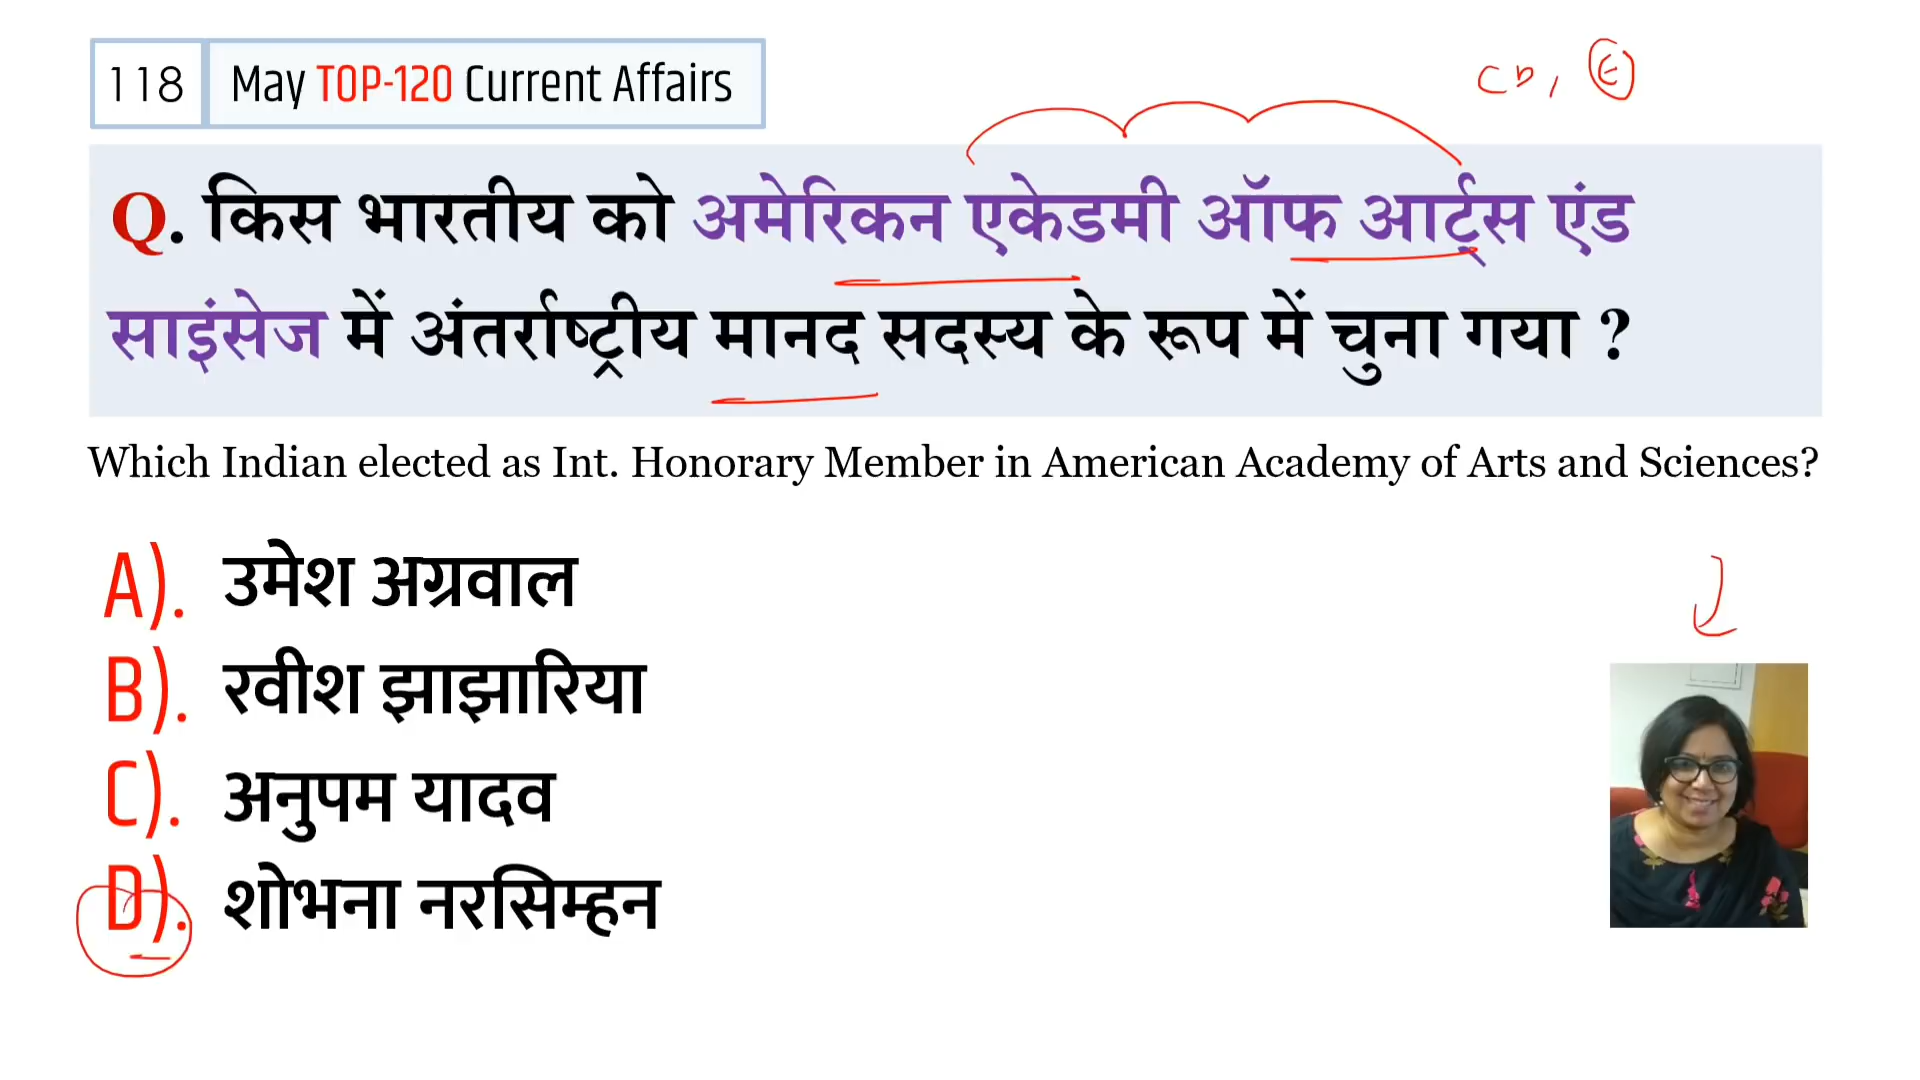 118 May TOP-120 Current Affairs
CD, E
Q. किस भारतीय को अमेरिकन एकेडमी ऑफ आर्ट्स एंड
साइंसेज में अंतर्राष्ट्रीय मानद सदस्य के रूप में चुना गया ?
Which Indian elected as Int. Honorary Member in American Academy of Arts and Sciences?
A). उमेश अग्रवाल
B). रवीश झाझारिया
C). अनुपम यादव
D). शोभना नरसिम्हन